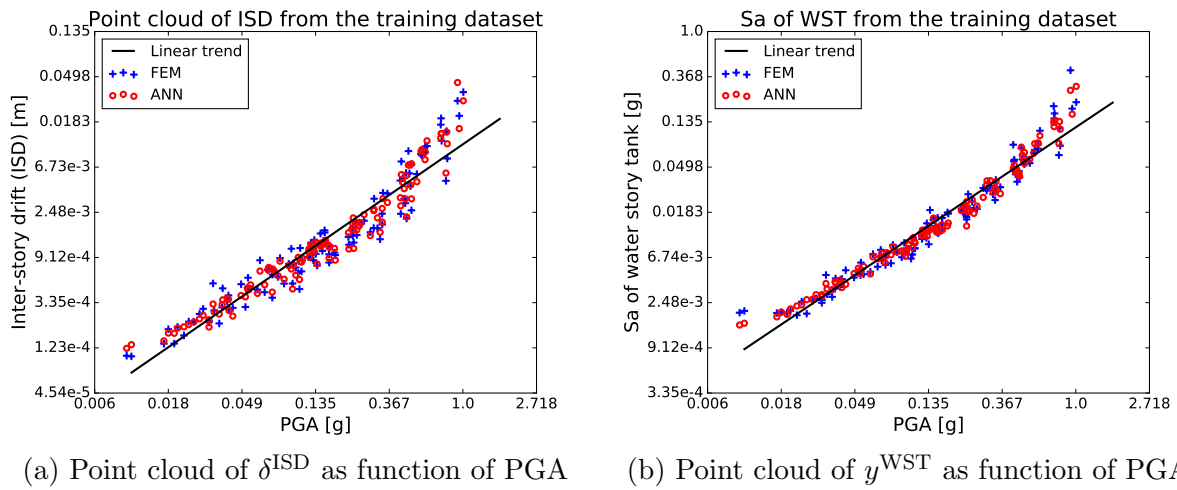 Point cloud of ISD from the training dataset
0.135
0.0498
0.0183
6.73e-3
2.48e-3
9.12e-4
3.35e-4
1.23e-4
4.54e-5
Inter-story drift (ISD) [m]
Linear trend
FEM
ANN
0.006 0.018 0.049 0.135 0.367 1.0 2.718
PGA [g]
(a) Point cloud of δ^ISD as function of PGA
Sa of WST from the training dataset
1.0
0.368
0.135
0.0498
0.0183
6.74e-3
2.48e-3
9.12e-4
3.35e-4
Sa of water story tank [g]
Linear trend
FEM
ANN
0.006 0.018 0.049 0.135 0.367 1.0 2.718
PGA [g]
(b) Point cloud of y^WST as function of PGA